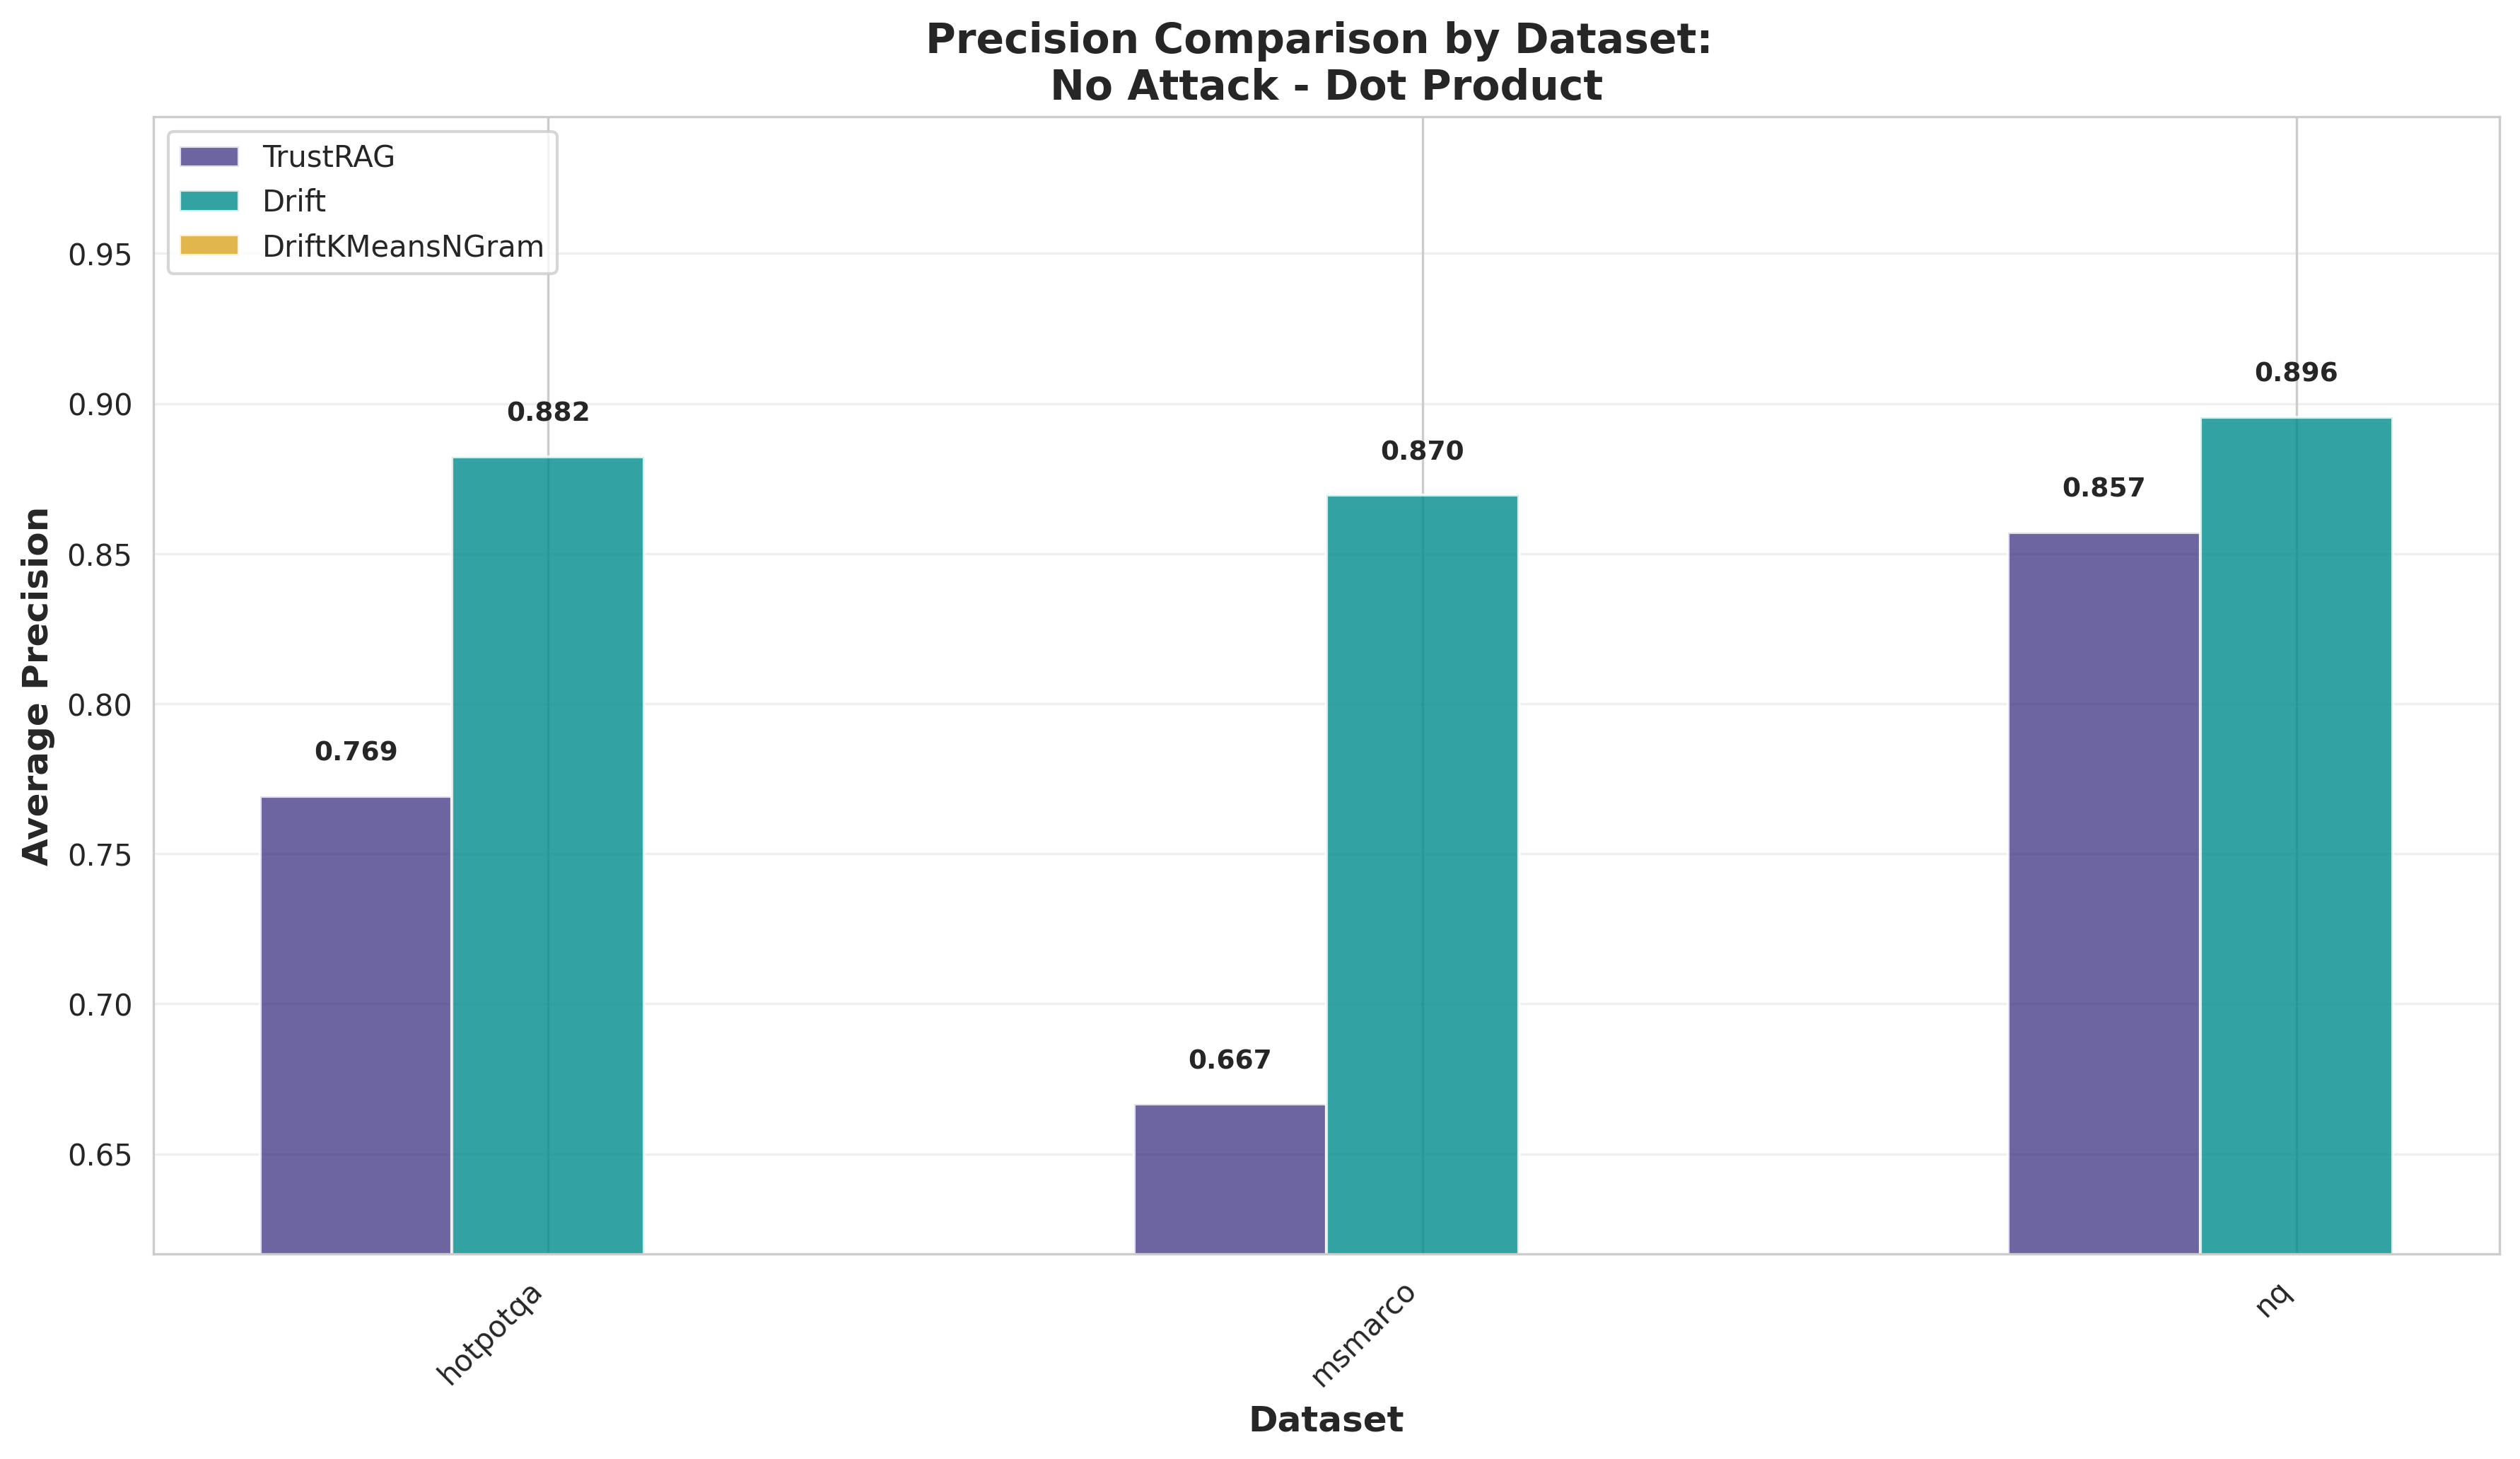 Precision Comparison by Dataset:
No Attack - Dot Product
TrustRAG
Drift
DriftKMeansNGram
Average Precision
0.95
0.90
0.85
0.80
0.75
0.70
0.65
0.769
0.882
0.667
0.870
0.857
0.896
hotpotqa
msmarco
nq
Dataset